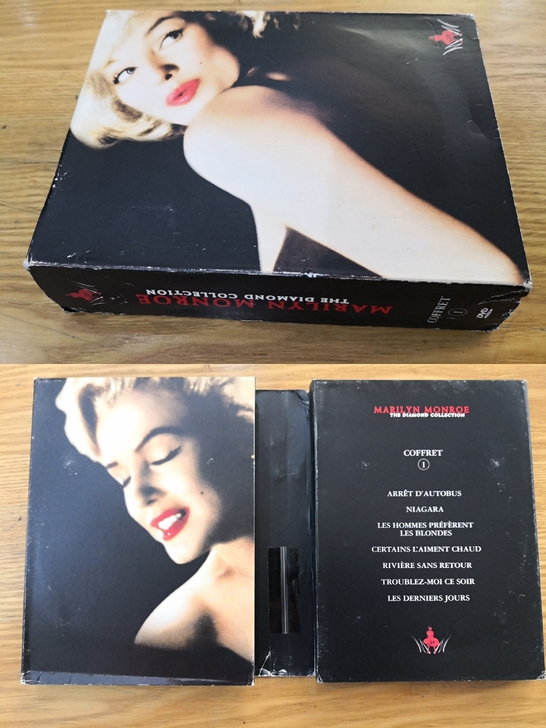 MARILYN MONROE
THE DIAMOND COLLECTION
COFFRET
1
DVD
MARILYN MONROE
THE DIAMOND COLLECTION
COFFRET
1
ARRÊT D'AUTOBUS
NIAGARA
LES HOMMES PRÉFÈRENT
LES BLONDES
CERTAINS L'AIMENT CHAUD
RIVIÈRE SANS RETOUR
TROUBLEZ-MOI CE SOIR
LES DERNIERS JOURS